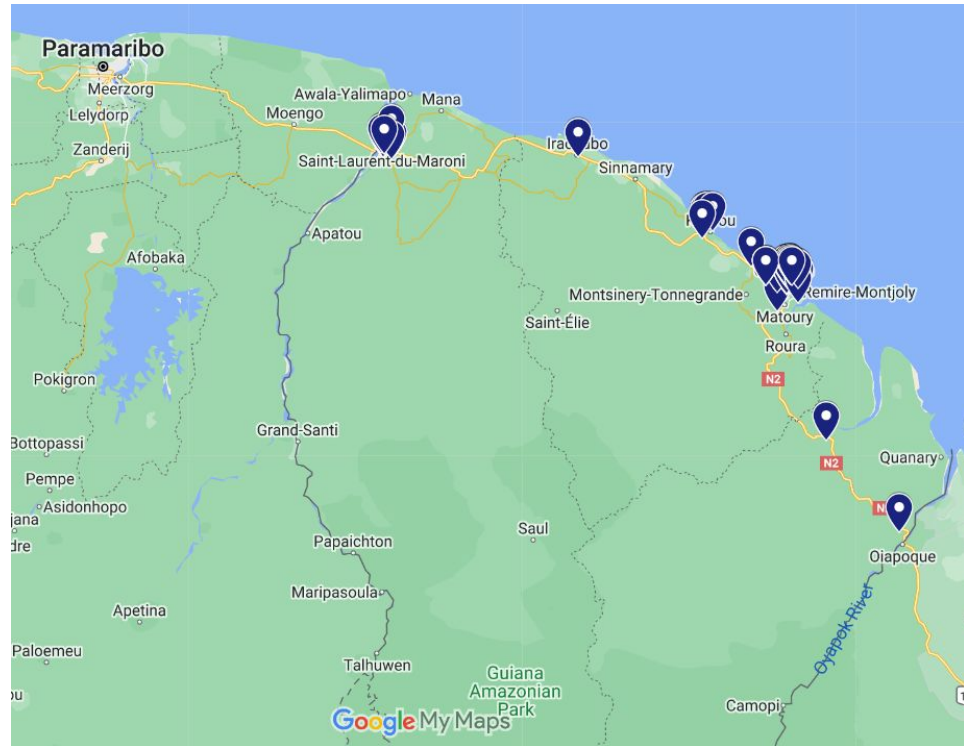 Paramaribo
Meerzorg
Lelydorp
Zanderij
Moengo
Awala-Yalimapo
Mana
Saint-Laurent-du-Maroni
Sinnamary
Apatou
Afobaka
Montsinery-Tonnegrande
Remire-Montjoly
Matoury
Saint-Élie
Roura
Pokigron
N2
Grand-Santi
Bottopassi
N2
Quanary
Pempe
Asidonhopo
Saul
Papaichton
Oiapoque
Maripasoula
Apetina
Oyapok River
Paloemeu
Talhuwen
Guiana
Amazonian
Park
Camopi
Google My Maps